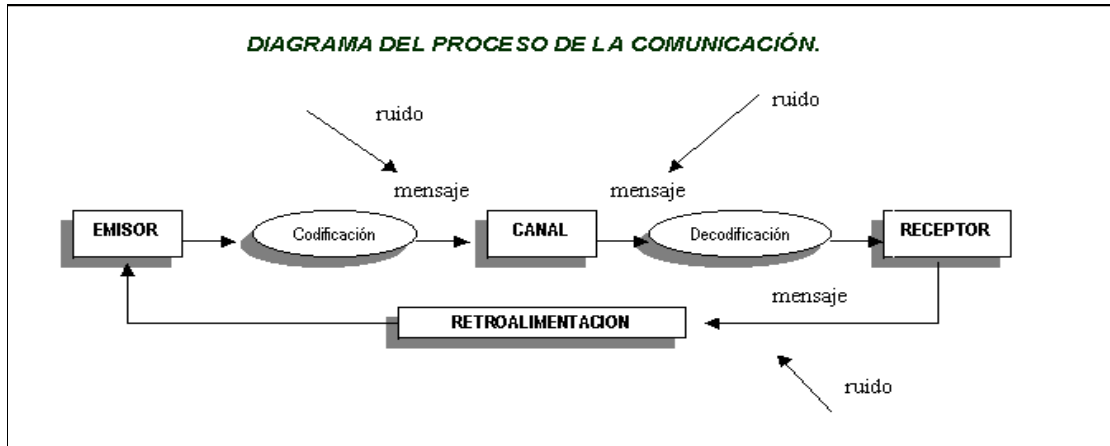 DIAGRAMA DEL PROCESO DE LA COMUNICACIÓN.
ruido
ruido
mensaje
mensaje
EMISOR
Codificación
CANAL
Decodificación
RECEPTOR
mensaje
RETROALIMENTACION
ruido